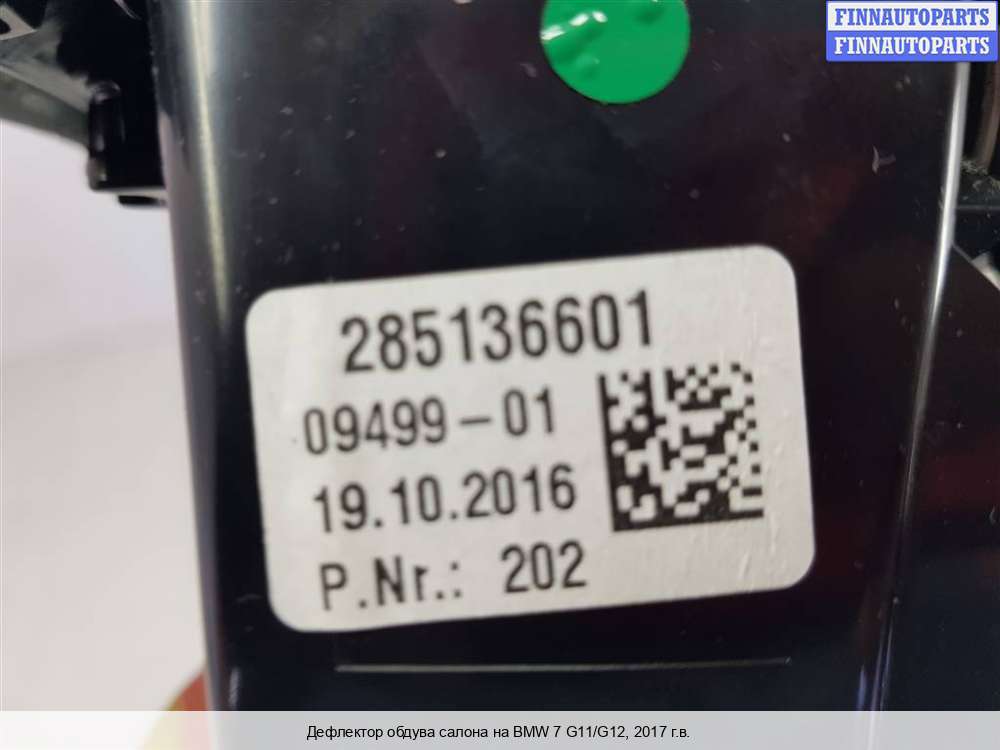 FINNAUTOPARTS
FINNAUTOPARTS
285136601
09499-01
19.10.2016
P.Nr.: 202
Дефлектор обдува салона на BMW 7 G11/G12, 2017 г.в.